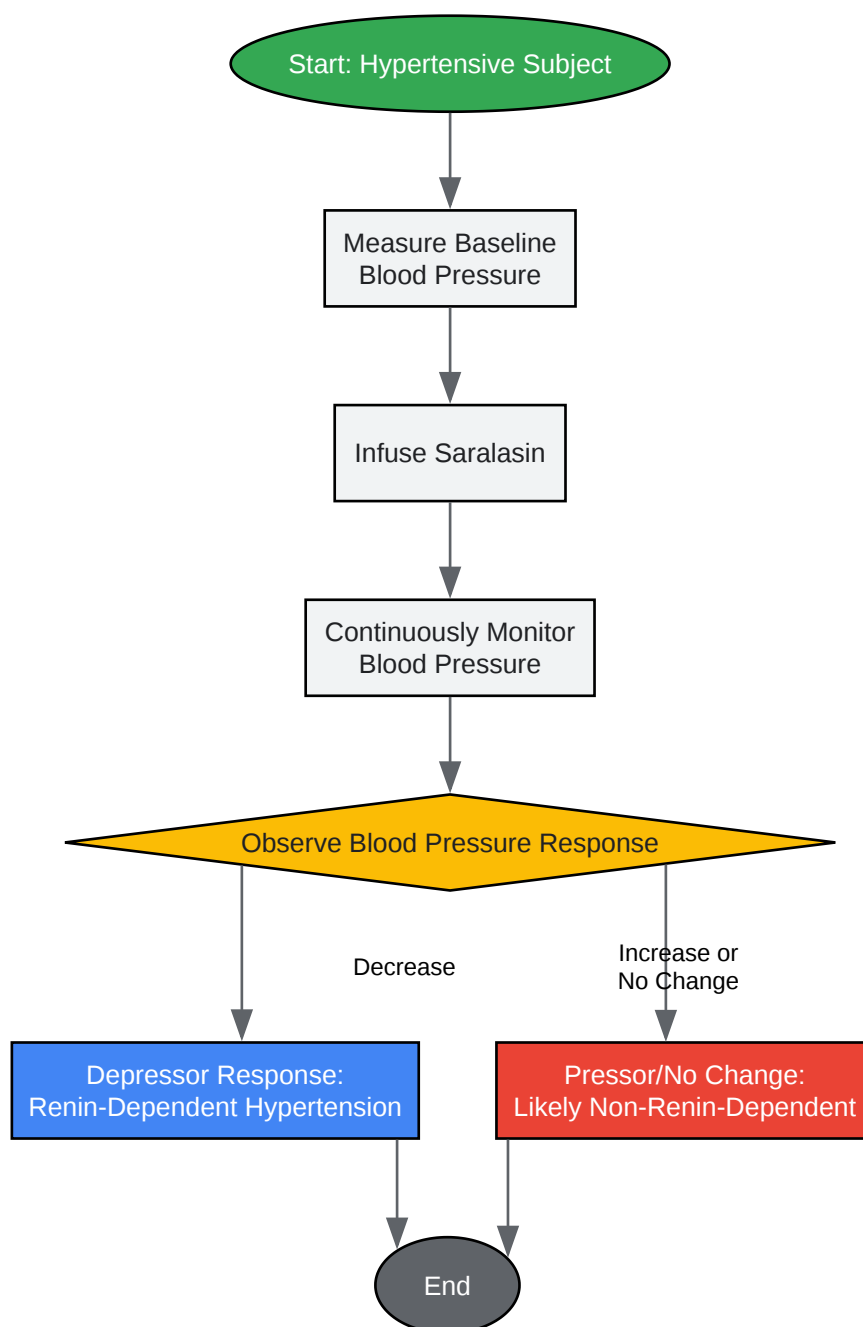 Start: Hypertensive Subject
Measure Baseline
Blood Pressure
Infuse Saralasin
Continuously Monitor
Blood Pressure
Observe Blood Pressure Response
Decrease
Increase or
No Change
Depressor Response:
Renin-Dependent Hypertension
Pressor/No Change:
Likely Non-Renin-Dependent
End